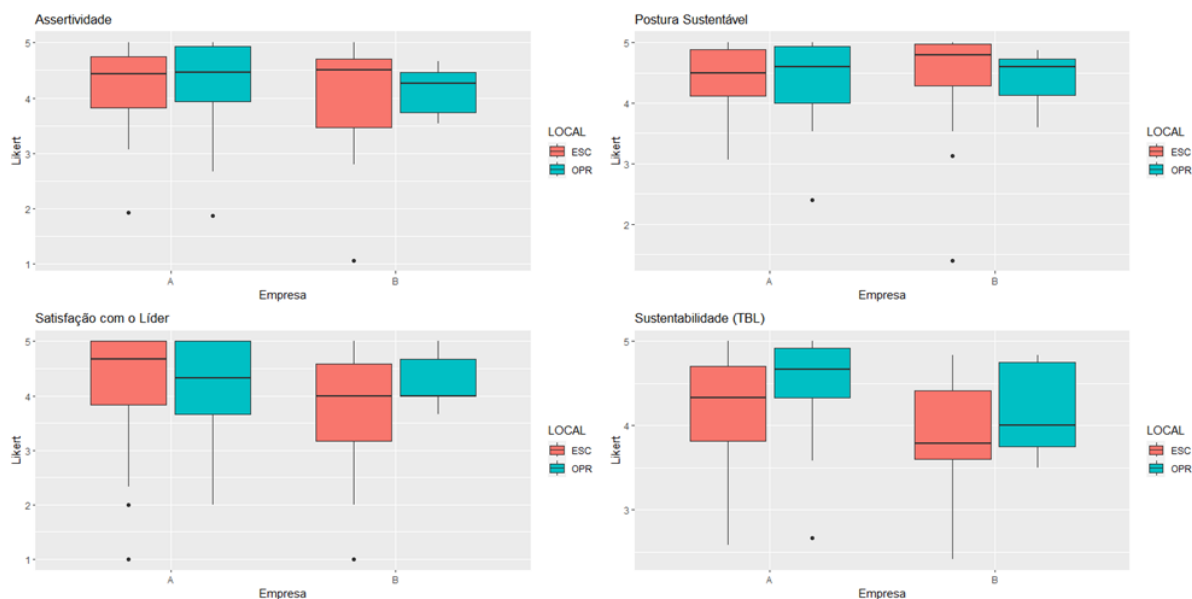 Assertividade
5
4
3
2
1
Likert
A
B
Empresa
LOCAL
ESC
OPR
Postura Sustentável
5
4
3
2
Likert
A
B
Empresa
LOCAL
ESC
OPR
Satisfação com o Líder
5
4
3
2
1
Likert
A
B
Empresa
LOCAL
ESC
OPR
Sustentabilidade (TBL)
5
4
3
Likert
A
B
Empresa
LOCAL
ESC
OPR